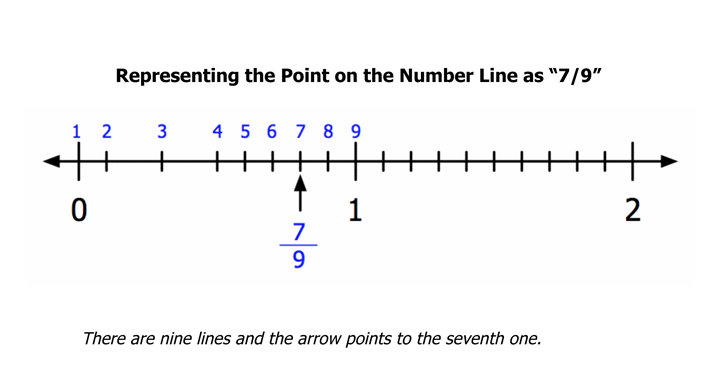 Representing the Point on the Number Line as “7/9”
1 2 3 4 5 6 7 8 9
0 1 2
7
9
There are nine lines and the arrow points to the seventh one.